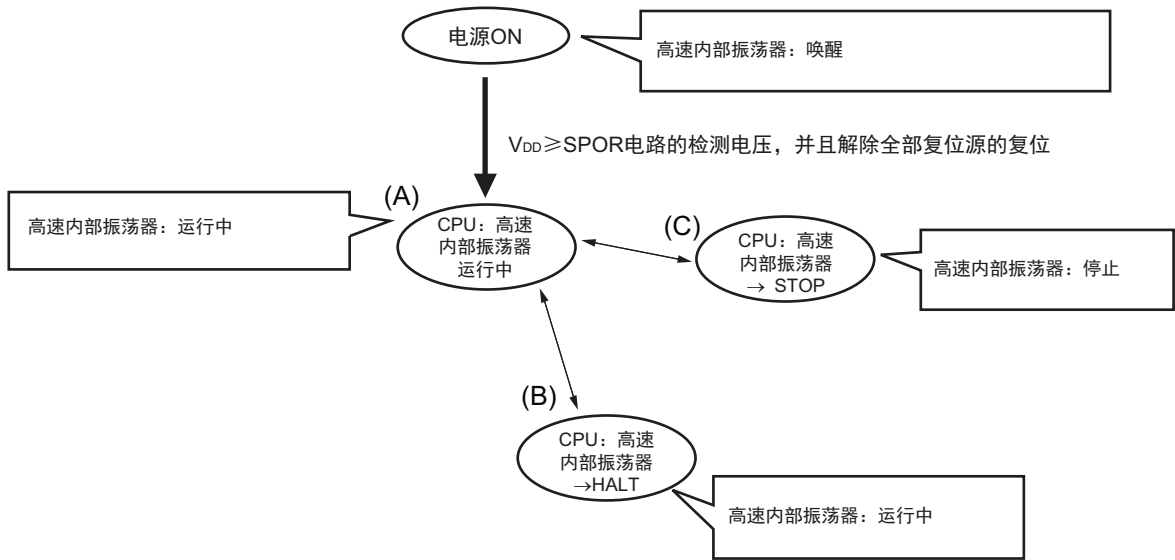 电源ON
高速内部振荡器：唤醒
VDD≥SPOR电路的检测电压，并且解除全部复位源的复位
(A)
高速内部振荡器：运行中
CPU：高速
内部振荡器
运行中
(C)
CPU：高速
内部振荡器
→ STOP
高速内部振荡器：停止
(B)
CPU：高速
内部振荡器
→HALT
高速内部振荡器：运行中